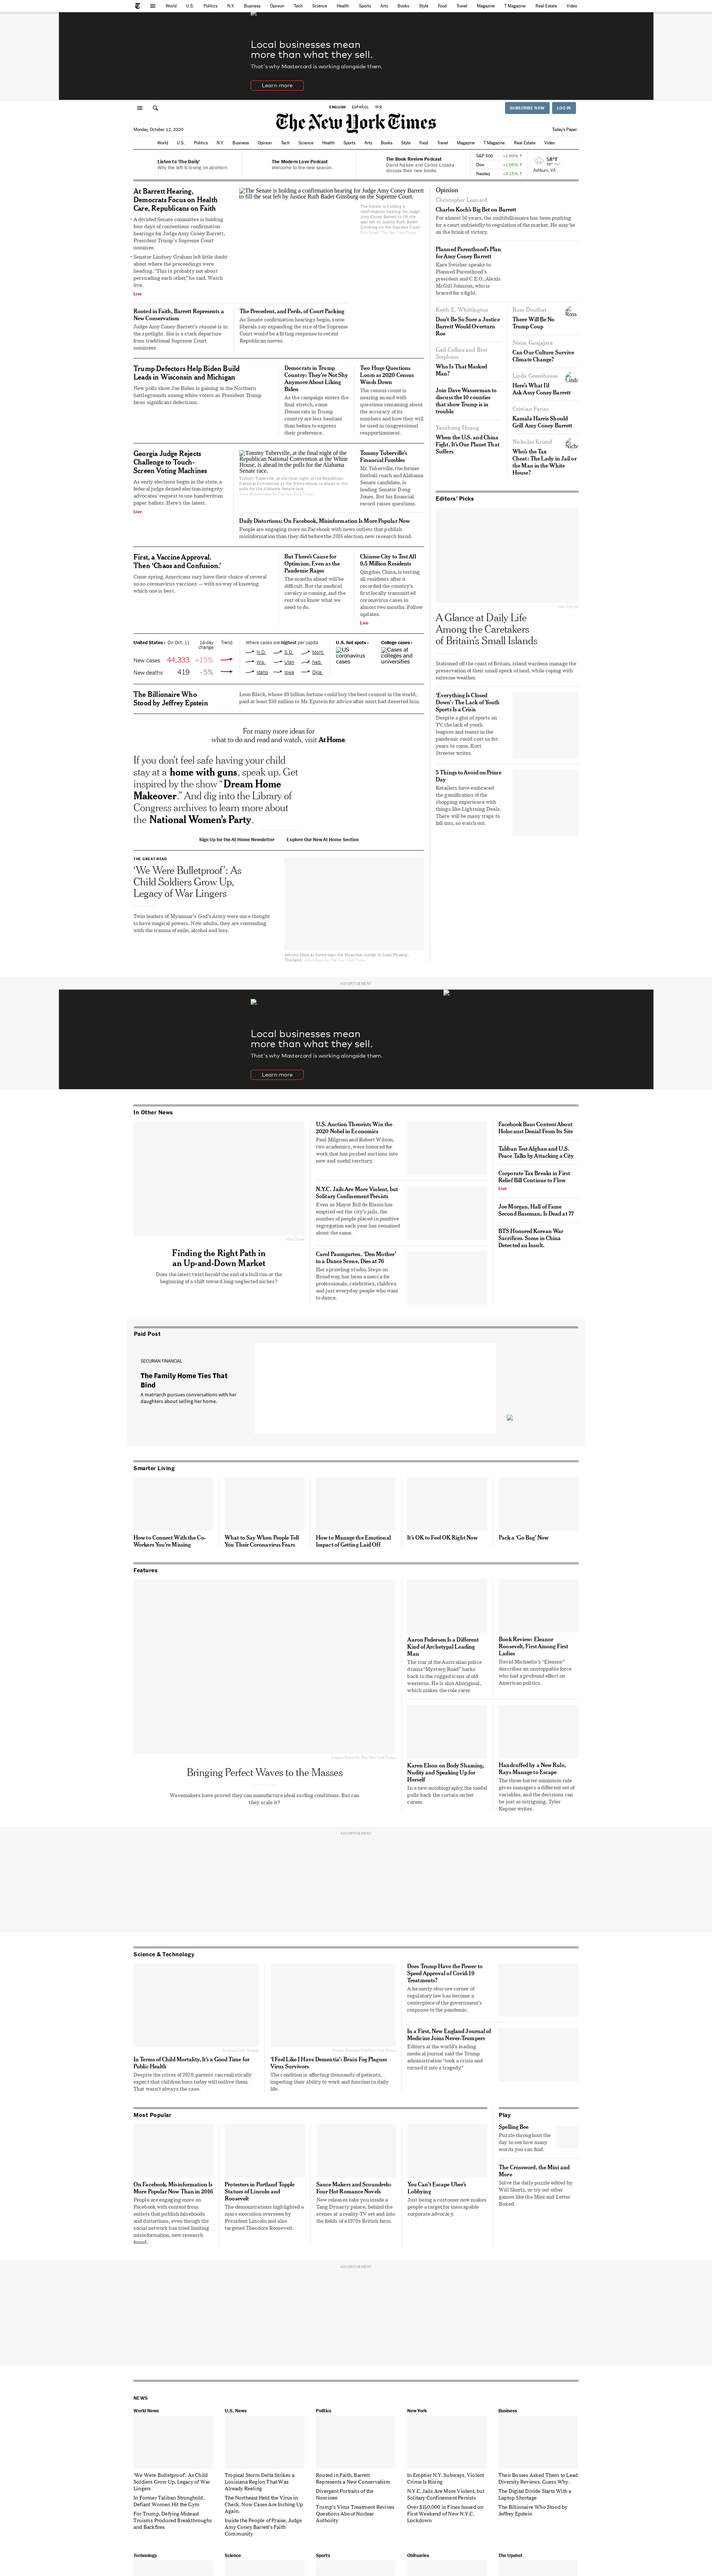 World U.S. Politics N.Y. Business Opinion Tech Science Health Sports Arts Books Style Food Travel Magazine T Magazine Real Estate Video
Local businesses mean
more than what they sell.
That's why Mastercard is working alongside them.
Learn more
ENGLISH ESPAÑOL 中文
SUBSCRIBE NOW LOG IN
The New York Times
Monday, October 12, 2020
Today's Paper
World U.S. Politics N.Y. Business Opinion Tech Science Health Sports Arts Books Style Food Travel Magazine T Magazine Real Estate Video
Listen to 'The Daily'
Why the left is losing on abortion.
The Modern Love Podcast
Welcome to the new season.
The Book Review Podcast
David Nasaw and Carlos Lozada
discuss their new books.
S&P 500
Dow
Nasdaq
58°F
Ashburn, VA
At Barrett Hearing,
Democrats Focus on Health
Care, Republicans on Faith
A divided Senate committee is holding
four days of confirmation
hearings for Judge Amy Coney Barrett,
President Trump's Supreme Court
nominee.
Senator Lindsey Graham left little doubt
about where the proceedings were
heading. "This is probably not about
persuading each other," he said. Watch
live.
Live
The Senate is holding a confirmation hearing for Judge Amy Coney Barrett
to fill the seat left by Justice Ruth Bader Ginsburg on the Supreme Court.
The Senate is holding a
confirmation hearing for Judge
Amy Coney Barrett to fill the
seat left by Justice Ruth Bader
Ginsburg on the Supreme Court.
Rooted in Faith, Barrett Represents a
New Conservatism
Judge Amy Coney Barrett's closeout is in
the spotlight. She is a stark departure
from traditional Supreme Court
nominees.
The Precedent, and Perils, of Court Packing
As Senate confirmation hearings begin, some
liberals say expanding the size of the Supreme
Court would be a fitting response to recent
Republican moves.
Trump Defectors Help Biden Build
Leads in Wisconsin and Michigan
New polls show Joe Biden is gaining in the Northern
battlegrounds among white voters as President Trump
faces significant defections.
Democrats in Trump
Country: They're Not Shy
Anymore About Liking
Biden
As the campaign enters the
final stretch, some
Democrats in Trump
country are less hesitant
than before to express
their preference.
Two Huge Questions
Loom as 2020 Census
Winds Down
The census count is
nearing an end with
questions remaining about
the accuracy of its
numbers and how they will
be used in congressional
reapportionment.
Georgia Judge Rejects
Challenge to Touch-
Screen Voting Machines
As early elections begin in the state, a
federal judge denied election-integrity
advocates' request to use handwritten
paper ballots. Here's the latest.
Live
Tommy Tuberville, at the final night of the
Republican National Convention at the White
House, is ahead in the polls for the Alabama
Senate race.
Tommy Tuberville, at the final night of the Republican
National Convention at the White House, is ahead in the
polls for the Alabama Senate race.
Tommy Tuberville's
Financial Fumbles
Mr. Tuberville, the former
football coach and Alabama
Senate candidate, is
leading Senator Doug
Jones. But his financial
record raises questions.
Daily Distortions: On Facebook, Misinformation Is More Popular Now
People are engaging more on Facebook with news outlets that publish
misinformation than they did before the 2016 election, new research found.
First, a Vaccine Approval.
Then 'Chaos and Confusion.'
Come spring, Americans may have their choice of several
so-so coronavirus vaccines — with no way of knowing
which one is best.
But There's Cause for
Optimism, Even as the
Pandemic Rages
The months ahead will be
difficult. But the medical
cavalry is coming, and the
rest of us know what we
need to do.
Chinese City to Test All
9.5 Million Residents
Qingdao, China, is testing
all residents after it
recorded the country's
first locally transmitted
coronavirus cases in
almost two months. Follow
updates.
Live
United States › On Oct. 11 14-day change Trend
New cases 44,333 +15%
New deaths 419 −5%
Where cases are highest per capita
N.D. S.D. Mont.
Wis. Utah Neb.
Idaho Iowa Okla.
U.S. hot spots ›
US
coronavirus
cases
College cases ›
Cases at
colleges and
universities
The Billionaire Who
Stood by Jeffrey Epstein
Leon Black, whose $9 billion fortune could buy the best counsel in the world,
paid at least $50 million to Mr. Epstein for advice after most had deserted him.
For many more ideas for
what to do and read and watch, visit At Home.
If you don't feel safe having your child
stay at a home with guns, speak up. Get
inspired by the show "Dream Home
Makeover." And dig into the Library of
Congress archives to learn more about
the National Women's Party.
Sign Up for the At Home Newsletter Explore Our New At Home Section
THE GREAT READ
'We Were Bulletproof': As
Child Soldiers Grow Up,
Legacy of War Lingers
Twin leaders of Myanmar's God's Army were once thought
to have magical powers. Now adults, they are contending
with the trauma of exile, alcohol and loss.
Opinion
Christopher Leonard
Charles Koch's Big Bet on Barrett
For almost 50 years, the multibillionaire has been pushing
for a court unfriendly to regulation of the market. He may be
on the brink of victory.
Planned Parenthood's Plan
for Amy Coney Barrett
Kara Swisher speaks to
Planned Parenthood's
president and C.E.O., Alexis
McGill Johnson, who is
braced for a fight.
Keith E. Whittington
Don't Be So Sure a Justice
Barrett Would Overturn
Roe
Gail Collins and Bret
Stephens
Who Is That Masked
Man?
Join Dave Wasserman to
discuss the 10 counties
that show Trump is in
trouble
Yanzhong Huang
When the U.S. and China
Fight, It's Our Planet That
Suffers
Ross Douthat
There Will Be No
Trump Coup
Silvia Guajajara
Can Our Culture Survive
Climate Change?
Linda Greenhouse
Here's What I'd
Ask Amy Coney Barrett
Cristian Farias
Kamala Harris Should
Grill Amy Coney Barrett
Nicholas Kristof
Who's the Tax
Cheat: The Lady in Jail or
the Man in the White
House?
Editors' Picks
A Glance at Daily Life
Among the Caretakers
of Britain's Small Islands
Stationed off the coast of Britain, island wardens manage the
preservation of their small speck of land, while coping with
extreme weather.
'Everything Is Closed
Down': The Lack of Youth
Sports Is a Crisis
Despite a glut of sports on
TV, the lack of youth
leagues and teams in the
pandemic could cost us for
years to come, Kurt
Streeter writes.
5 Things to Avoid on Prime
Day
Retailers have embraced
the gamification of the
shopping experience with
things like Lightning Deals.
There will be many traps to
fall into, so watch out.
ADVERTISEMENT
Local businesses mean
more than what they sell.
That's why Mastercard is working alongside them.
Learn more
In Other News
Finding the Right Path in
an Up-and-Down Market
Does the latest twist herald the end of a bull run or the
beginning of a shift toward long neglected niches?
U.S. Auction Theorists Win the
2020 Nobel in Economics
Paul Milgrom and Robert Wilson,
two academics, were honored for
work that has pushed auctions into
new and useful territory.
N.Y.C. Jails Are More Violent, but
Solitary Confinement Persists
Even as Mayor Bill de Blasio has
emptied out the city's jails, the
number of people placed in punitive
segregation each year has remained
about the same.
Carol Paumgarten, 'Den Mother'
to a Dance Scene, Dies at 76
Her sprawling studio, Steps on
Broadway, has been a mecca for
professionals, celebrities, children
and just everyday people who want
to dance.
Facebook Bans Content About
Holocaust Denial From Its Site
Taliban Test Afghan and U.S.
Peace Talks by Attacking a City
Corporate Tax Breaks in First
Relief Bill Continue to Flow
Live
Joe Morgan, Hall of Fame
Second Baseman, Is Dead at 77
BTS Honored Korean War
Sacrifices. Some in China
Detected an Insult.
Paid Post
SECURIAN FINANCIAL
The Family Home Ties That
Bind
A matriarch pursues conversations with her
daughters about selling her home.
Smarter Living
How to Connect With the Co-
Workers You're Missing
What to Say When People Tell
You Their Coronavirus Fears
How to Manage the Emotional
Impact of Getting Laid Off
It's OK to Feel OK Right Now
Pack a 'Go Bag' Now
Features
Bringing Perfect Waves to the Masses
Wavemakers have proved they can manufacture ideal surfing conditions. But can
they scale it?
Aaron Pedersen Is a Different
Kind of Archetypal Leading
Man
The star of the Australian police
drama "Mystery Road" harks
back to the rugged icons of old
westerns. He is also Aboriginal,
which makes the role rarer.
Book Review: Eleanor
Roosevelt, First Among First
Ladies
David Michaelis's "Eleanor"
describes an unstoppable force
who had a profound effect on
American politics.
Karen Elson on Body Shaming,
Nudity and Speaking Up for
Herself
In a new autobiography, the model
pulls back the curtain on her
career.
Handcuffed by a New Rule,
Rays Manage to Escape
The three-batter-minimum rule
gives managers a different set of
variables, and the decisions can
be just as intriguing, Tyler
Kepner writes.
ADVERTISEMENT
Science & Technology
In Terms of Child Mortality, It's a Good Time for
Public Health
Despite the crises of 2020, parents can realistically
expect that children born today will outlive them.
That wasn't always the case.
'I Feel Like I Have Dementia': Brain Fog Plagues
Virus Survivors
The condition is affecting thousands of patients,
impeding their ability to work and function in daily
life.
Does Trump Have the Power to
Speed Approval of Covid-19
Treatments?
A formerly obscure corner of
regulatory law has become a
centerpiece of the government's
response to the pandemic.
In a First, New England Journal of
Medicine Joins Never-Trumpers
Editors at the world's leading
medical journal said the Trump
administration "took a crisis and
turned it into a tragedy."
Most Popular
On Facebook, Misinformation Is
More Popular Now Than in 2016
People are engaging more on
Facebook with content from
outlets that publish falsehoods
and distortions, even though the
social network has tried limiting
misinformation, new research
found.
Protesters in Portland Topple
Statues of Lincoln and
Roosevelt
The demonstrations highlighted a
mass execution overseen by
President Lincoln and also
targeted Theodore Roosevelt.
Sauce Makers and Scoundrels:
Four Hot Romance Novels
New releases take you inside a
Tang Dynasty palace, behind the
scenes at a reality-TV set and into
the fields of a 1970s British farm.
You Can't Escape Uber's
Lobbying
Just being a customer now makes
people a target for inescapable
corporate advocacy.
Play
Spelling Bee
Puzzle throughout the
day to see how many
words you can find.
The Crossword, the Mini and
More
Solve the daily puzzle edited by
Will Shortz, or try out other
games like the Mini and Letter
Boxed.
ADVERTISEMENT
NEWS
World News
'We Were Bulletproof': As Child
Soldiers Grow Up, Legacy of War
Lingers
In Former Taliban Stronghold,
Defiant Women Hit the Gym
For Trump, Defying Mideast
Truisms Produced Breakthroughs
and Backfires
U.S. News
Tropical Storm Delta Strikes a
Louisiana Region That Was
Already Reeling
The Northeast Held the Virus in
Check. Now Cases Are Inching Up
Again.
Inside the People of Praise, Judge
Amy Coney Barrett's Faith
Community
Politics
Rooted in Faith, Barrett
Represents a New Conservatism
Divergent Portraits of the
Nominee
Trump's Virus Treatment Revives
Questions About Nuclear
Authority
New York
In Emptier N.Y. Subways, Violent
Crime Is Rising
N.Y.C. Jails Are More Violent, but
Solitary Confinement Persists
Over $150,000 in Fines Issued on
First Weekend of New N.Y.C.
Lockdown
Business
Their Bosses Asked Them to Lead
Diversity Reviews. Guess Why.
The Digital Divide Starts With a
Laptop Shortage
The Billionaire Who Stood by
Jeffrey Epstein
Technology Science Sports Obituaries The Upshot